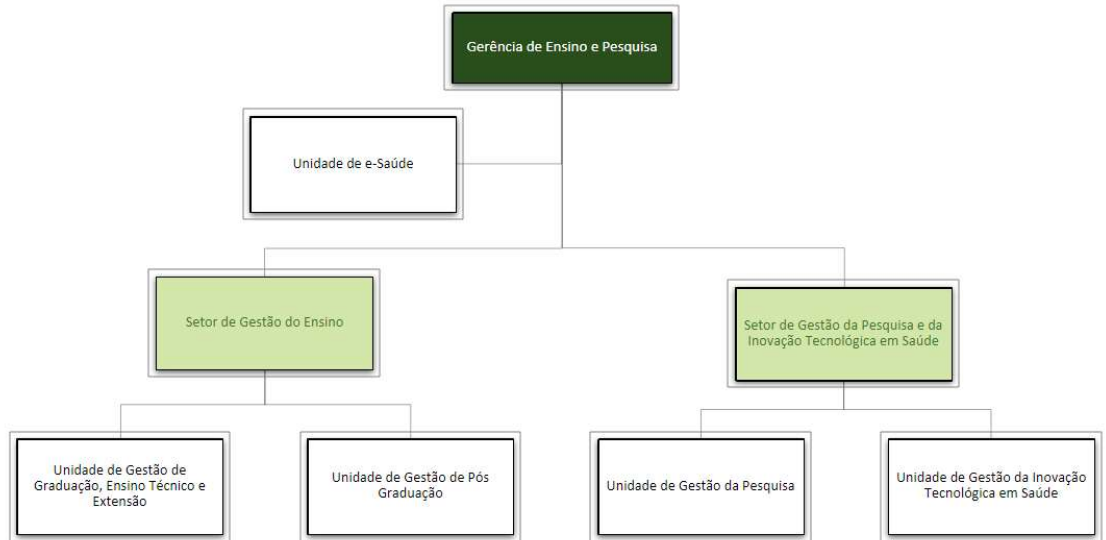 Gerência de Ensino e Pesquisa
Unidade de e-Saúde
Setor de Gestão do Ensino
Setor de Gestão da Pesquisa e da
Inovação Tecnológica em Saúde
Unidade de Gestão de
Graduação, Ensino Técnico e
Extensão
Unidade de Gestão de Pós
Graduação
Unidade de Gestão da Pesquisa
Unidade de Gestão da Inovação
Tecnológica em Saúde